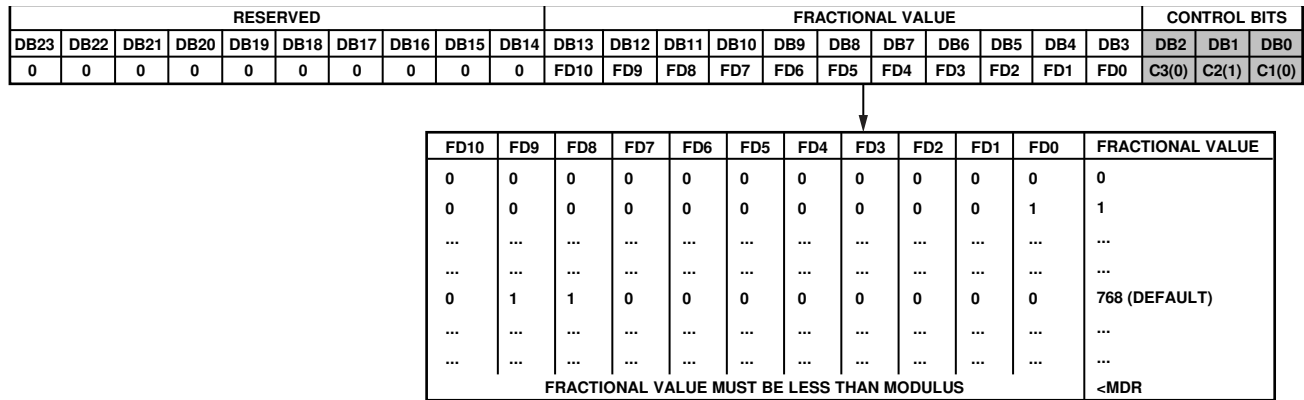 RESERVED FRACTIONAL VALUE CONTROL BITS
DB23 DB22 DB21 DB20 DB19 DB18 DB17 DB16 DB15 DB14 DB13 DB12 DB11 DB10 DB9 DB8 DB7 DB6 DB5 DB4 DB3 DB2 DB1 DB0
0 0 0 0 0 0 0 0 0 0 FD10 FD9 FD8 FD7 FD6 FD5 FD4 FD3 FD2 FD1 FD0 C3(0) C2(1) C1(0)
FD10 FD9 FD8 FD7 FD6 FD5 FD4 FD3 FD2 FD1 FD0 FRACTIONAL VALUE
0 0 0 0 0 0 0 0 0 0 0 0
0 0 0 0 0 0 0 0 0 0 1 1
... ... ... ... ... ... ... ... ... ... ... ...
... ... ... ... ... ... ... ... ... ... ... ...
0 1 1 0 0 0 0 0 0 0 0 768 (DEFAULT)
... ... ... ... ... ... ... ... ... ... ... ...
... ... ... ... ... ... ... ... ... ... ... ...
FRACTIONAL VALUE MUST BE LESS THAN MODULUS <MDR